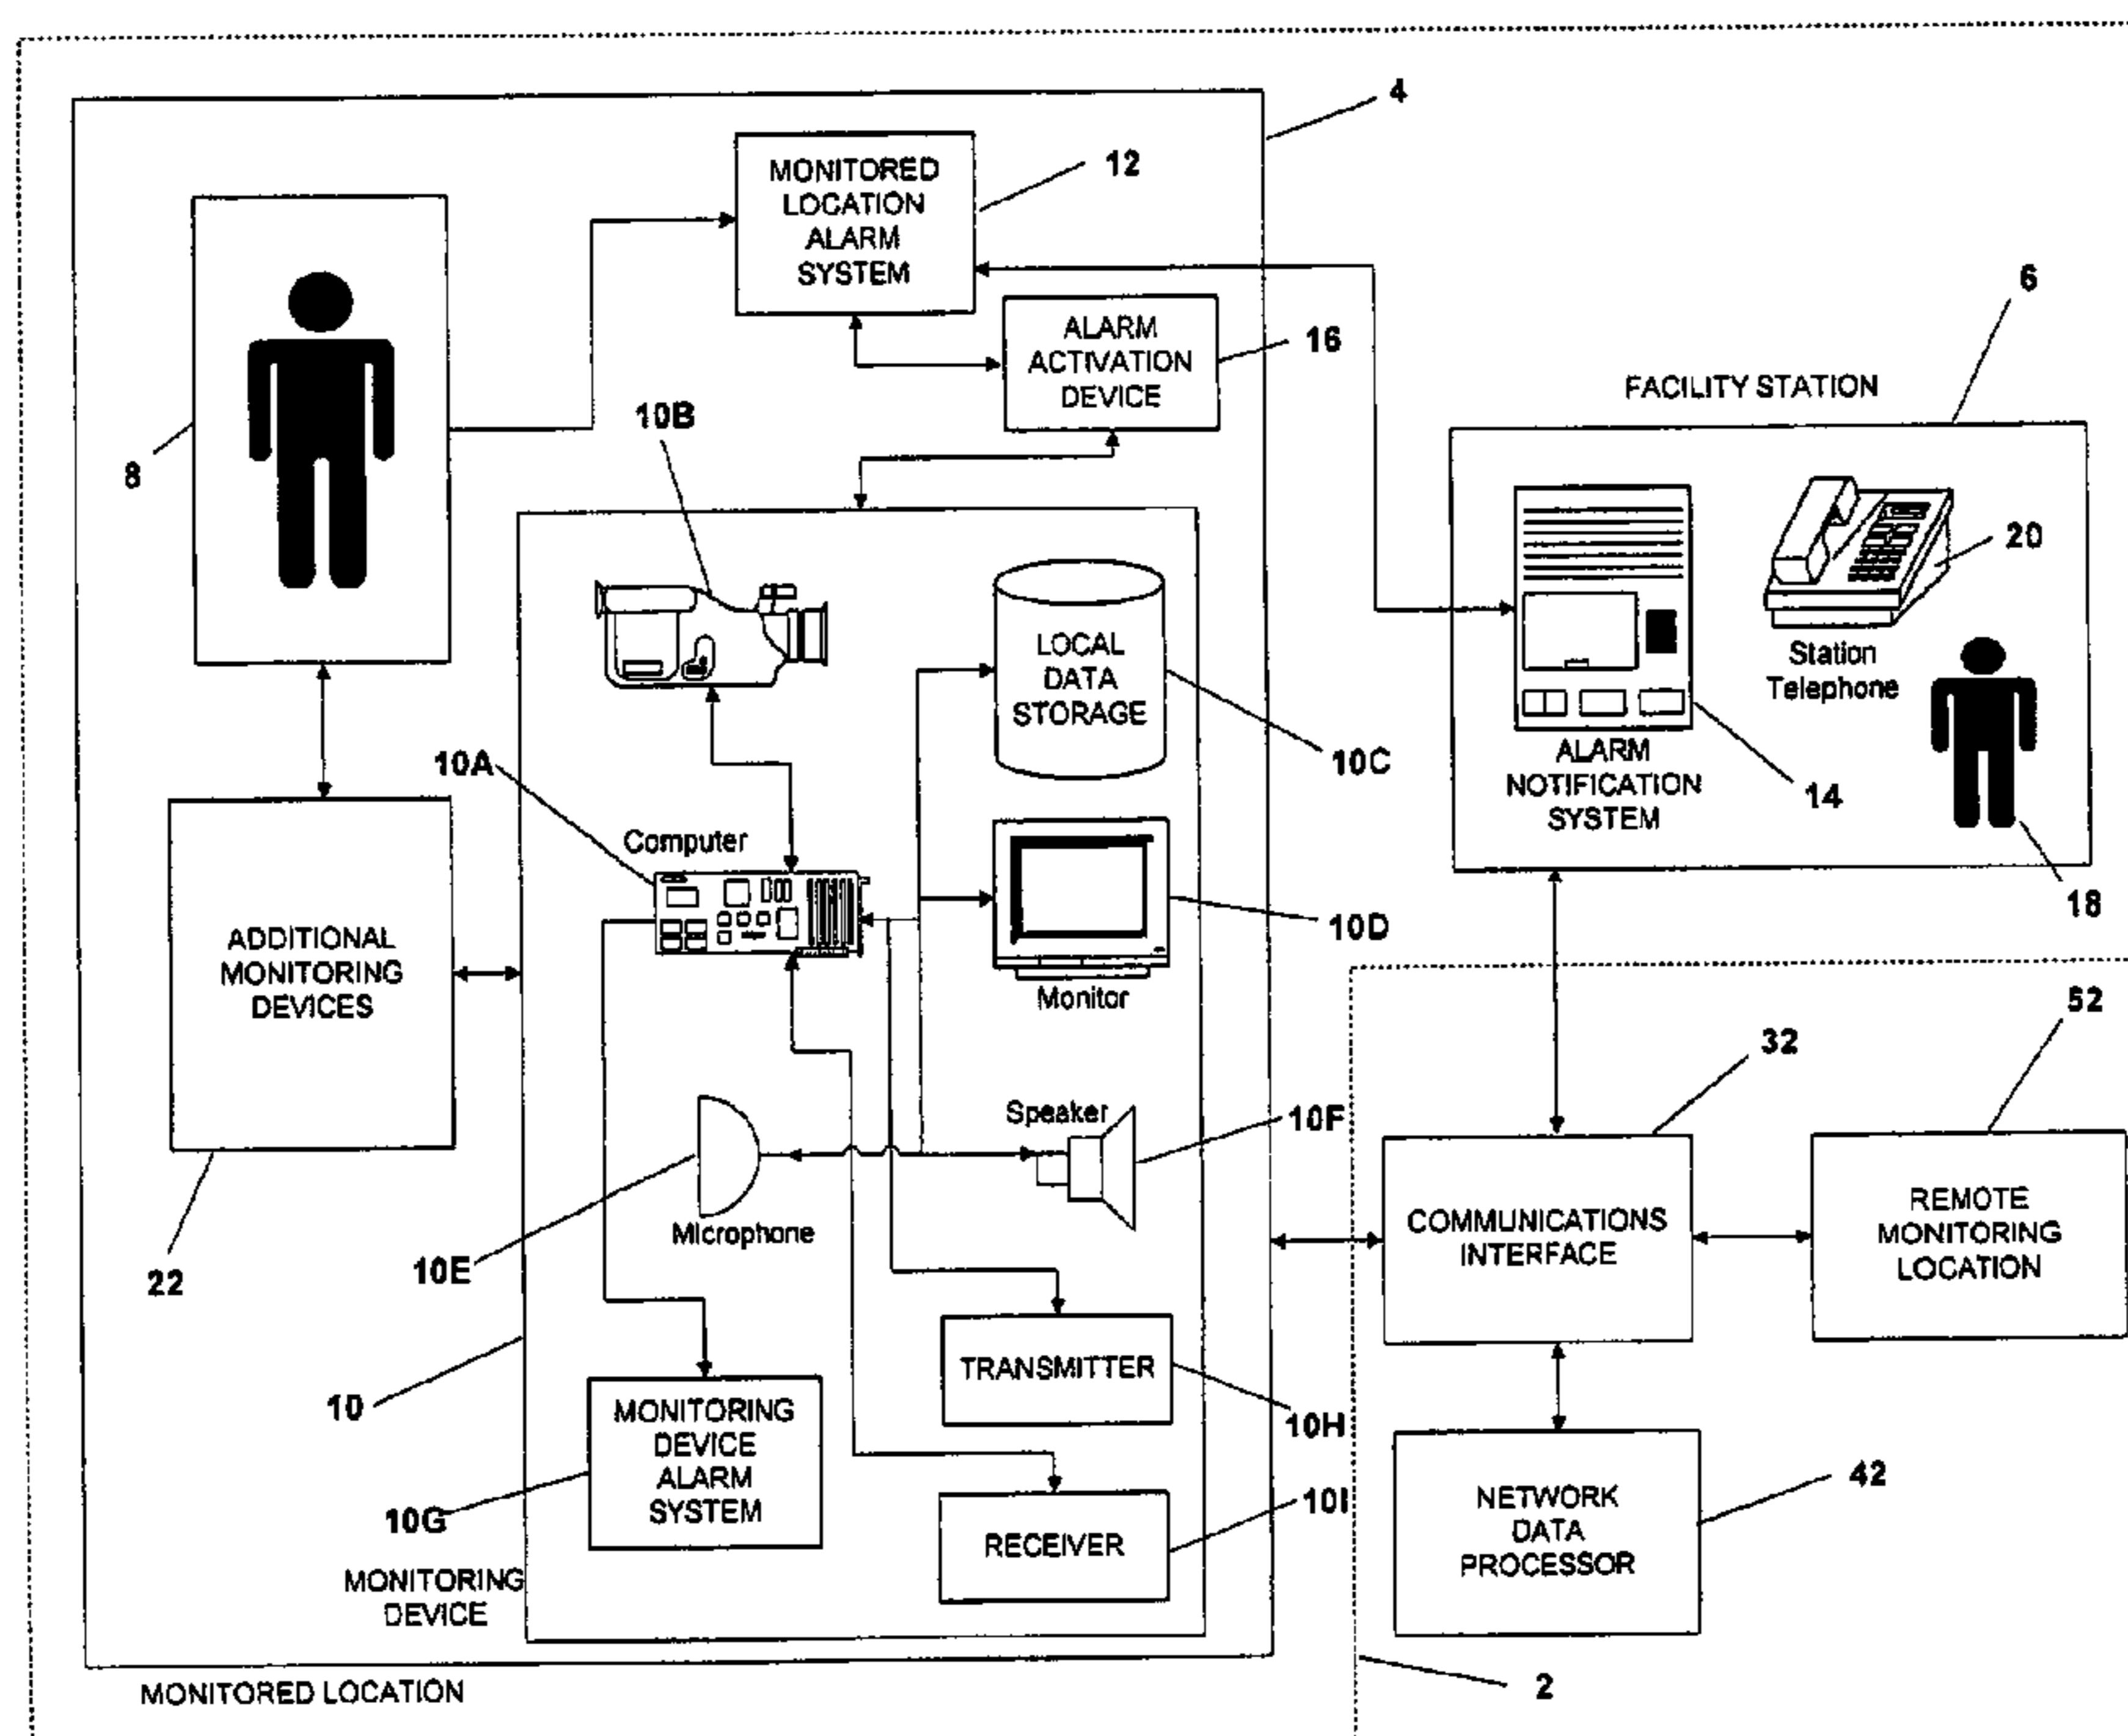 4
MONITORED
LOCATION
ALARM
SYSTEM
12
ALARM
ACTIVATION
DEVICE
16
6
FACILITY STATION
8
10B
20
LOCAL
DATA
STORAGE
Station
Telephone
10A
10C
ALARM
NOTIFICATION
SYSTEM
14
Computer
18
10D
ADDITIONAL
MONITORING
DEVICES
Monitor
52
32
Speaker
10F
Microphone
10E
22
COMMUNICATIONS
INTERFACE
REMOTE
MONITORING
LOCATION
TRANSMITTER
10
10H
MONITORING
DEVICE
ALARM
SYSTEM
10G
10I
RECEIVER
NETWORK
DATA
PROCESSOR
42
MONITORING
DEVICE
MONITORED LOCATION
2